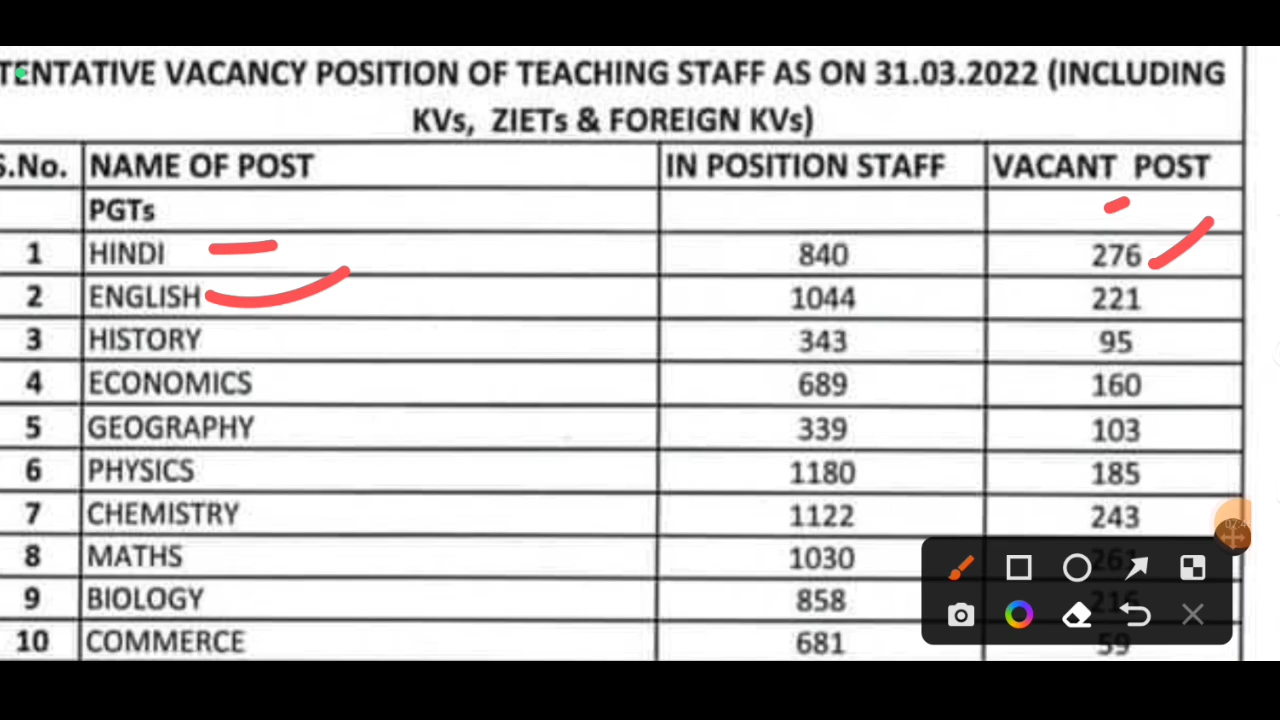 TENTATIVE VACANCY POSITION OF TEACHING STAFF AS ON 31.03.2022 (INCLUDING
KVs, ZIETs & FOREIGN KVs)
S.No. NAME OF POST IN POSITION STAFF VACANT POST
PGTs
1 HINDI 840 276
2 ENGLISH 1044 221
3 HISTORY 343 95
4 ECONOMICS 689 160
5 GEOGRAPHY 339 103
6 PHYSICS 1180 185
7 CHEMISTRY 1122 243
8 MATHS 1030 261
9 BIOLOGY 858 216
10 COMMERCE 681 59